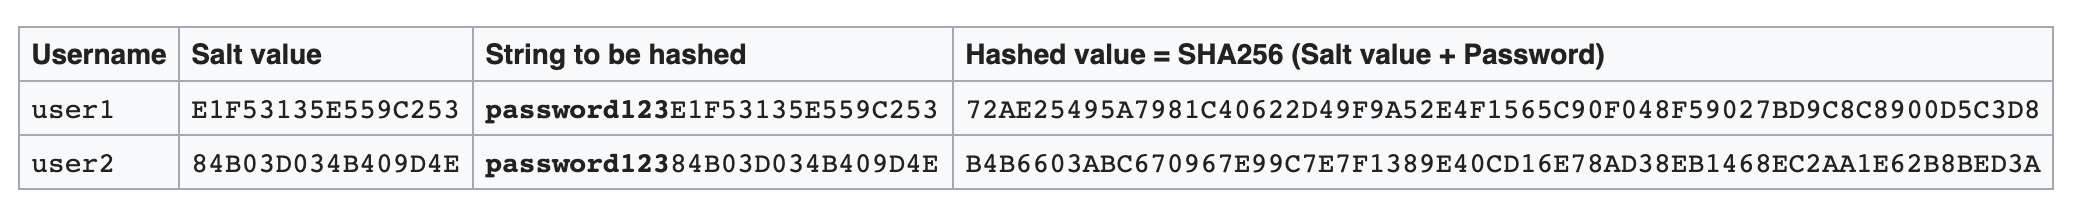 Username Salt value String to be hashed Hashed value = SHA256 (Salt value + Password)
user1 E1F53135E559C253 password123E1F53135E559C253 72AE25495A7981C40622D49F9A52E4F1565C90F048F59027BD9C8C8900D5C3D8
user2 84B03D034B409D4E password12384B03D034B409D4E B4B6603ABC670967E99C7E7F1389E40CD16E78AD38EB1468EC2AA1E62B8BED3A